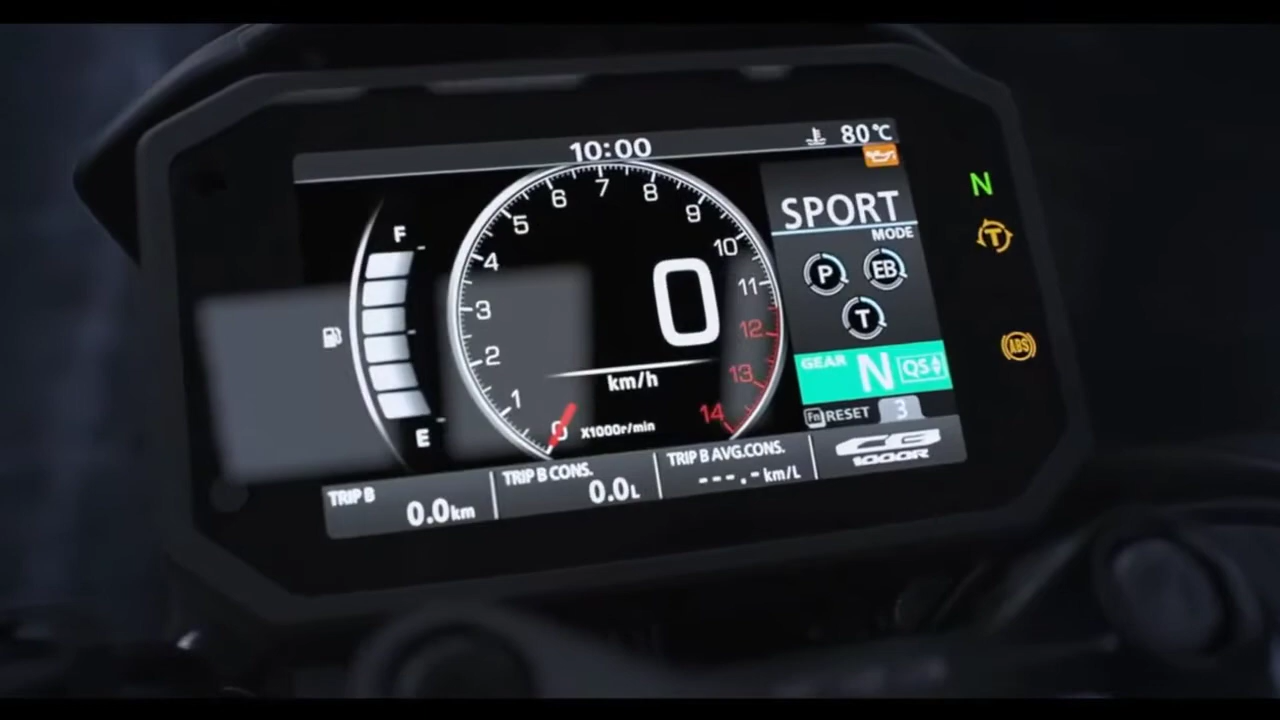 10:00
80℃
N
T
F
E
0
1
2
3
4
5
6
7
8
9
10
11
12
13
14
0
km/h
X1000r/min
SPORT
MODE
P
EB
T
GEAR
N
QS
ABS
Fn RESET
3
TRIP B
0.0km
TRIP B CONS.
0.0L
TRIP B AVG.CONS.
---.-km/L
CB
1000R